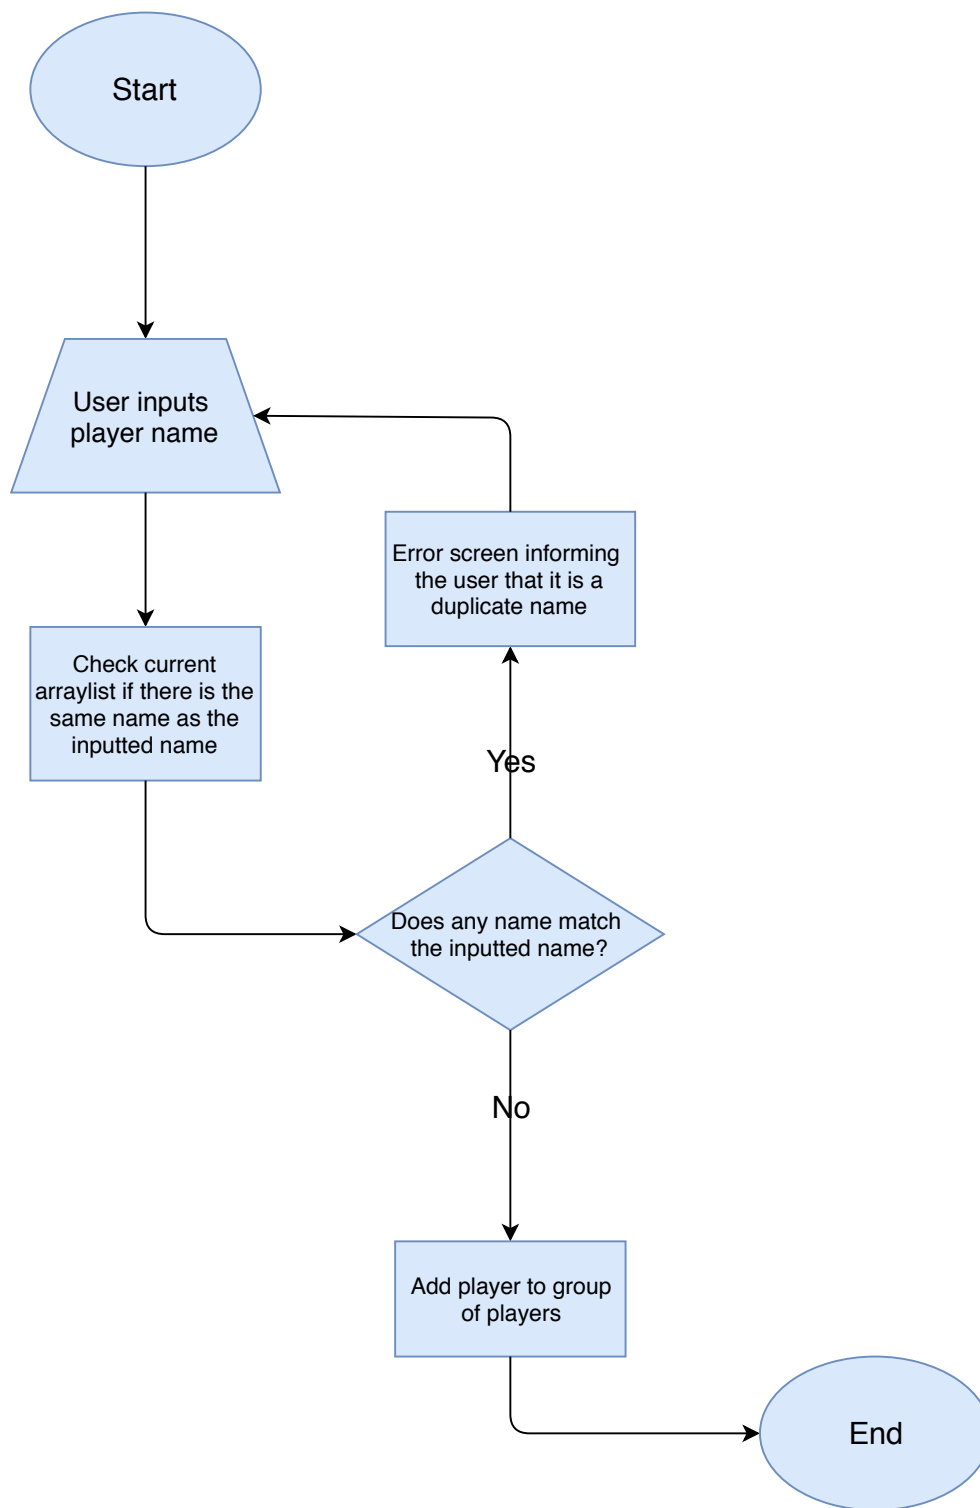 Start
User inputs
player name
Error screen informing
the user that it is a
duplicate name
Check current
arraylist if there is the
same name as the
inputted name
Yes
Does any name match
the inputted name?
No
Add player to group
of players
End